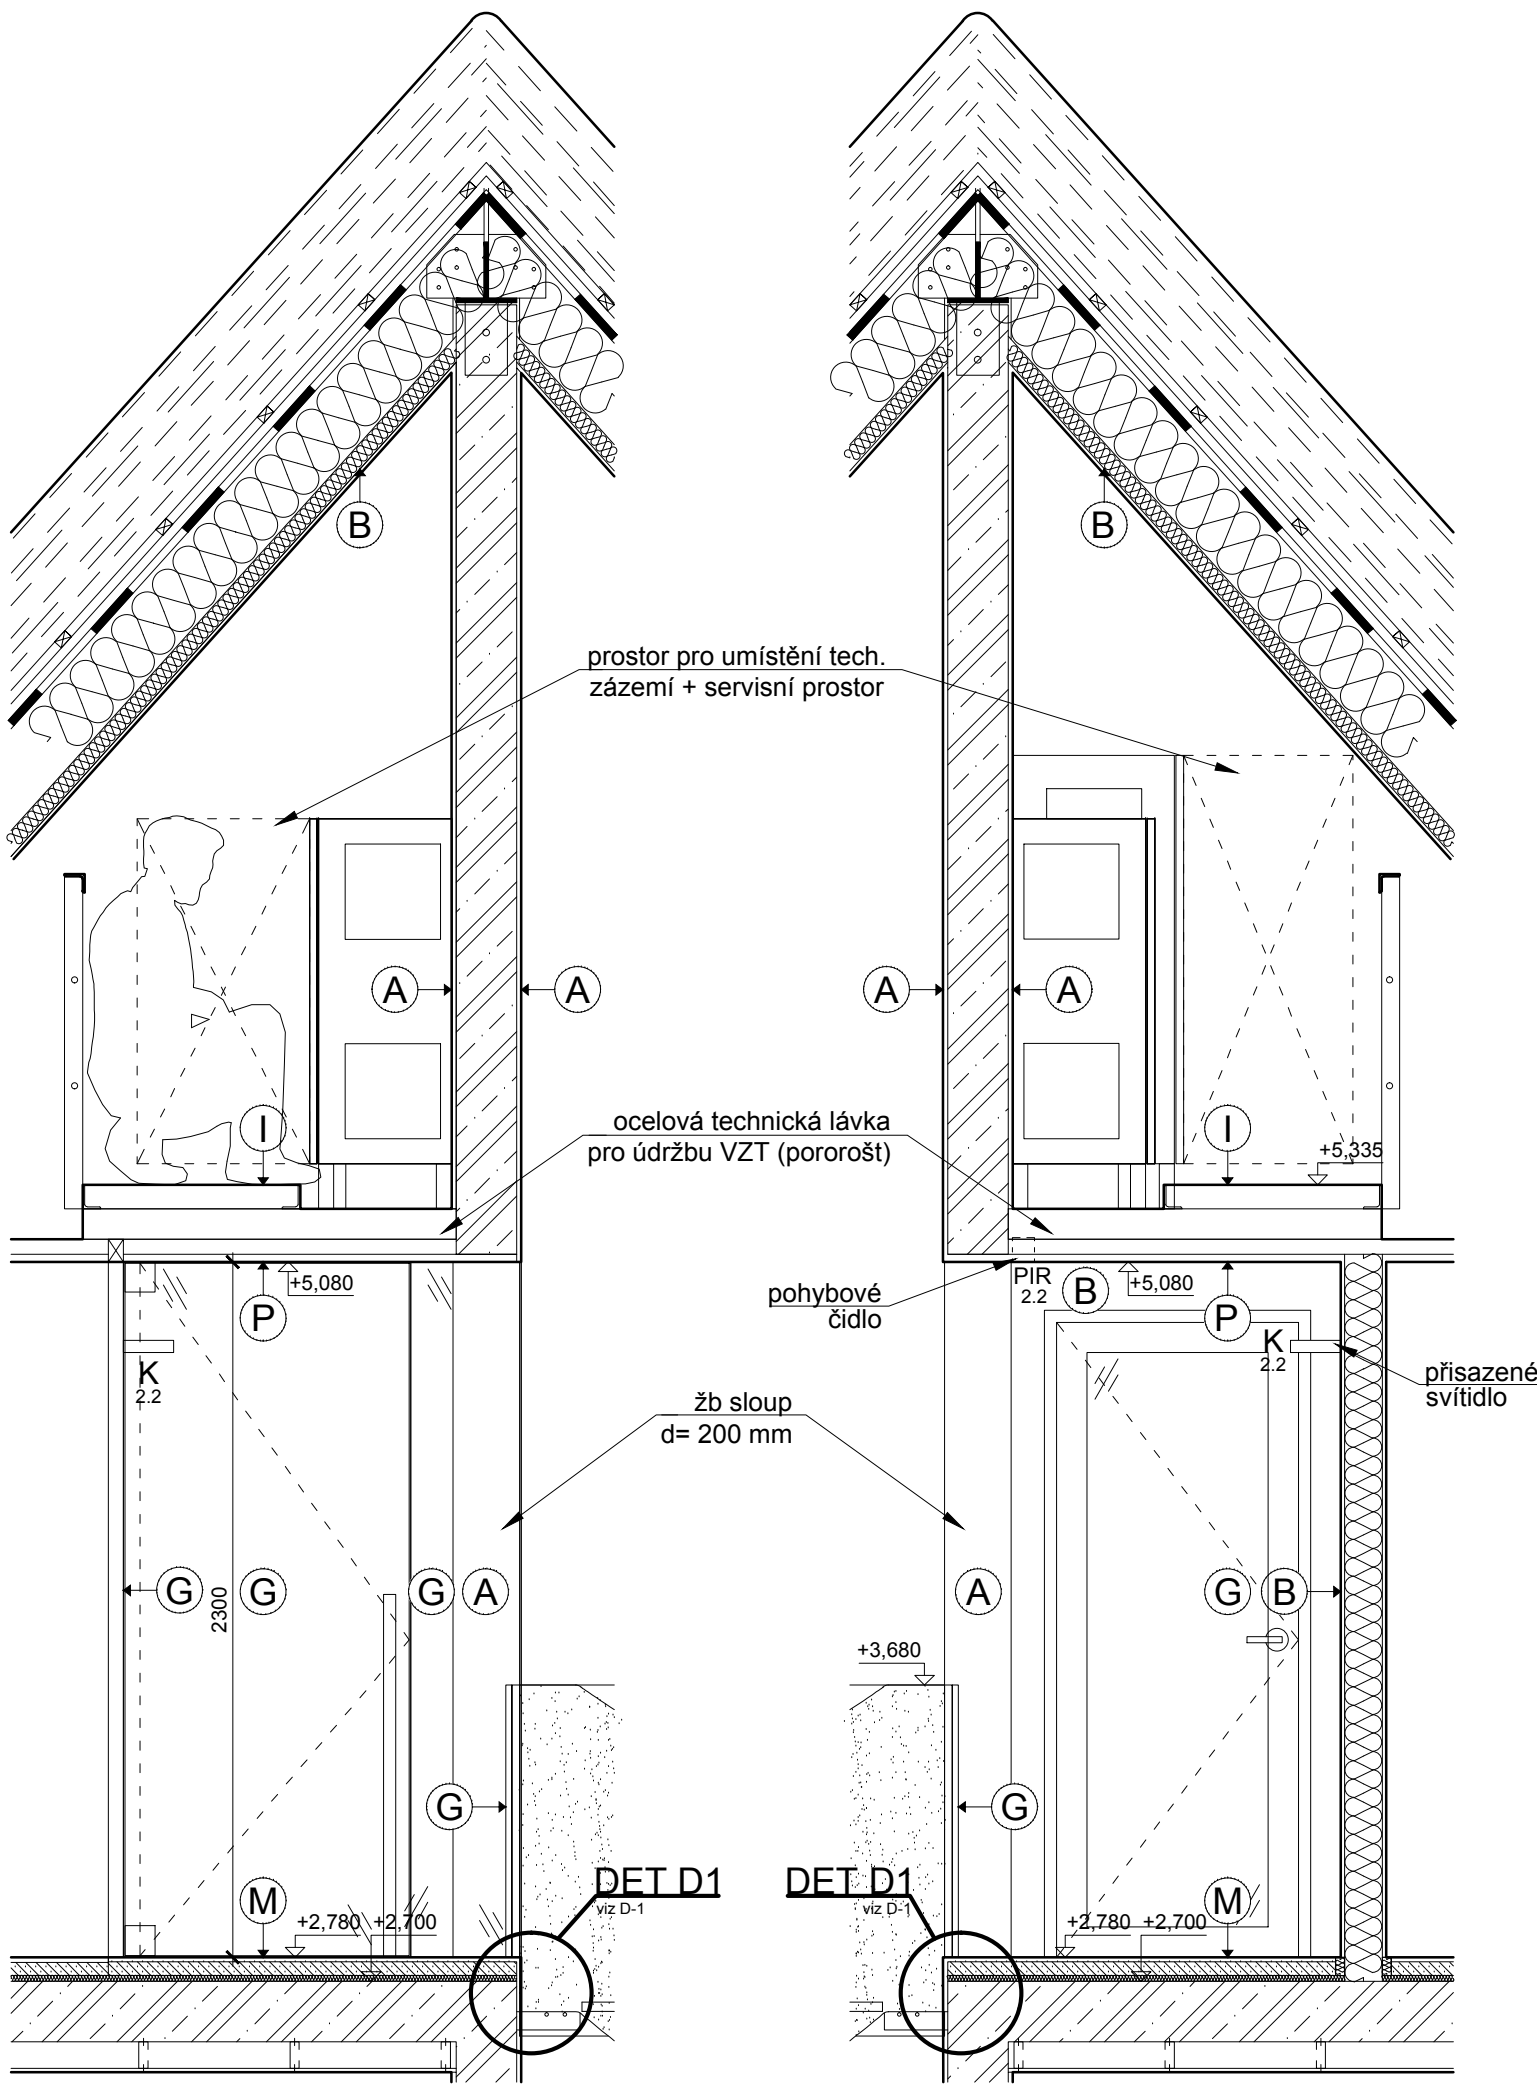 B
B
prostor pro umístění tech.
zázemí + servisní prostor
A
A
A
A
ocelová technická lávka
pro údržbu VZT (pororošt)
I
I
+5,335
+5,080
P
pohybové
čidlo
PIR
2.2
B
+5,080
P
K
2.2
K
2.2
přisazené
svítidlo
žb sloup
d= 200 mm
G
2300
G
G
A
A
G
B
+3,680
G
G
DET D1
viz D-1
DET D1
viz D-1
M
+2,780
+2,700
M
+2,780
+2,700